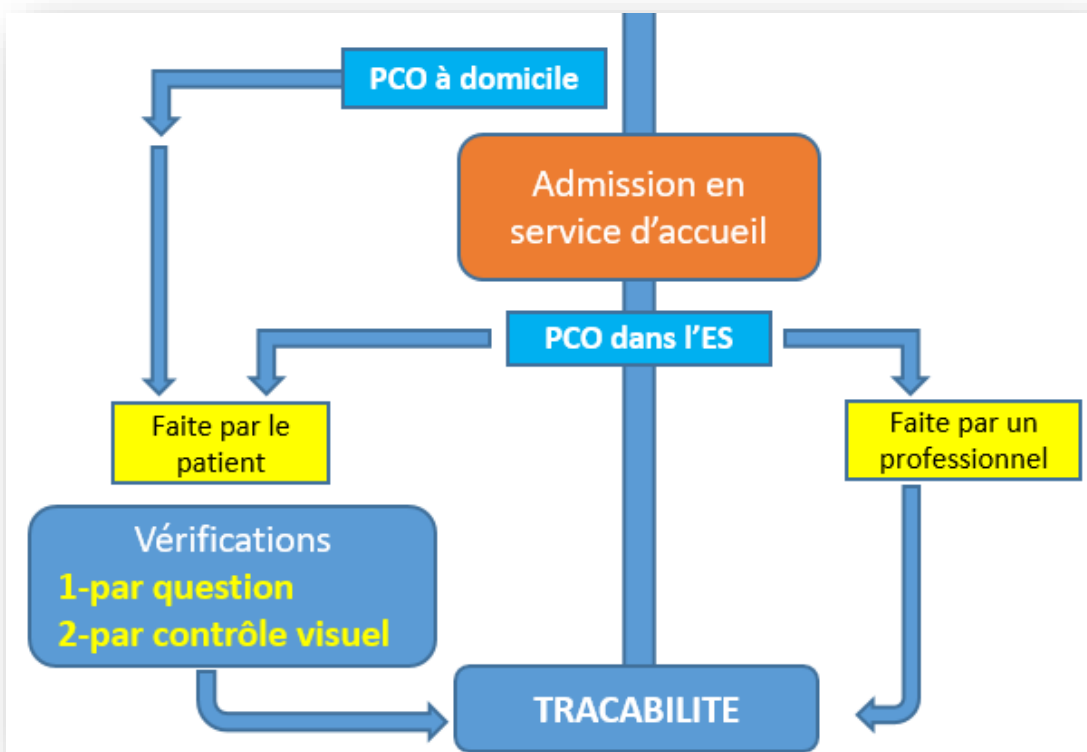 PCO à domicile
Admission en
service d'accueil
PCO dans l'ES
Faite par le
patient
Faite par un
professionnel
Vérifications
1-par question
2-par contrôle visuel
TRACABILITE